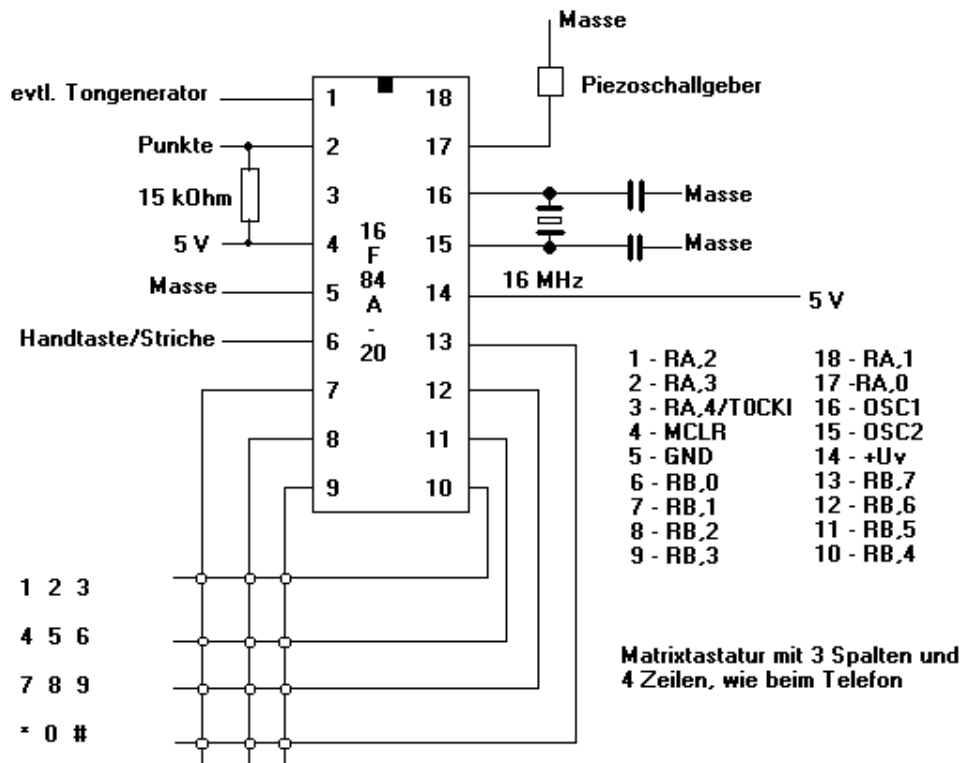 Masse
Piezoschallgeber
evtl. Tongenerator
1 18
Punkte
2 17
15 kOhm
3 16
Masse
5 V
4 15
Masse
16
F
84
A
-
20
16 MHz
Masse
5 14
5 V
Handtaste/Striche
6 13
7 12
8 11
9 10
1 - RA,2
2 - RA,3
3 - RA,4/TOCKI
4 - MCLR
5 - GND
6 - RB,0
7 - RB,1
8 - RB,2
9 - RB,3
18 - RA,1
17 -RA,0
16 - OSC1
15 - OSC2
14 - +Uv
13 - RB,7
12 - RB,6
11 - RB,5
10 - RB,4
1 2 3
4 5 6
7 8 9
* 0 #
Matrixtastatur mit 3 Spalten und
4 Zeilen, wie beim Telefon